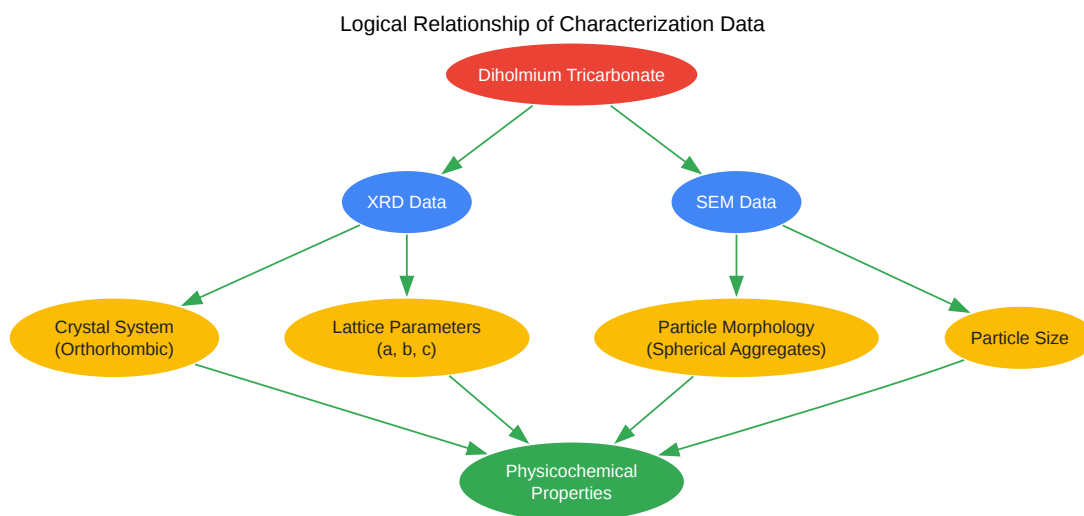 Logical Relationship of Characterization Data
Diholmium Tricarbonate
XRD Data
SEM Data
Crystal System
(Orthorhombic)
Lattice Parameters
(a, b, c)
Particle Morphology
(Spherical Aggregates)
Particle Size
Physicochemical
Properties